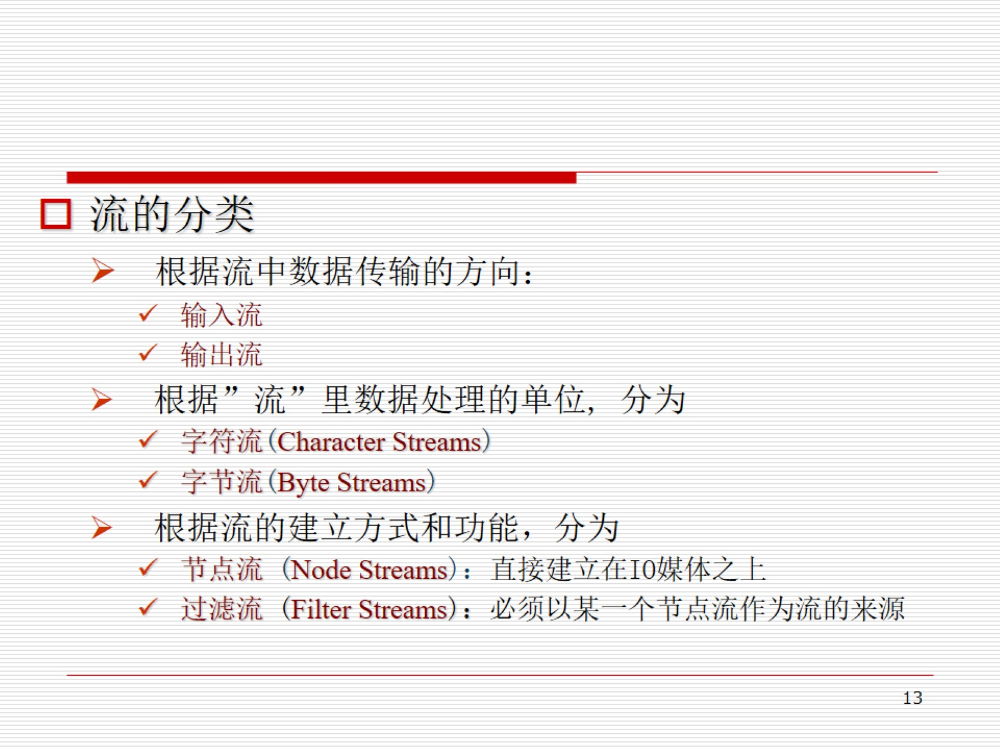 流的分类
根据流中数据传输的方向：
输入流
输出流
根据”流”里数据处理的单位, 分为
字符流(Character Streams)
字节流(Byte Streams)
根据流的建立方式和功能，分为
节点流 (Node Streams)：直接建立在IO媒体之上
过滤流 (Filter Streams)：必须以某一个节点流作为流的来源
13